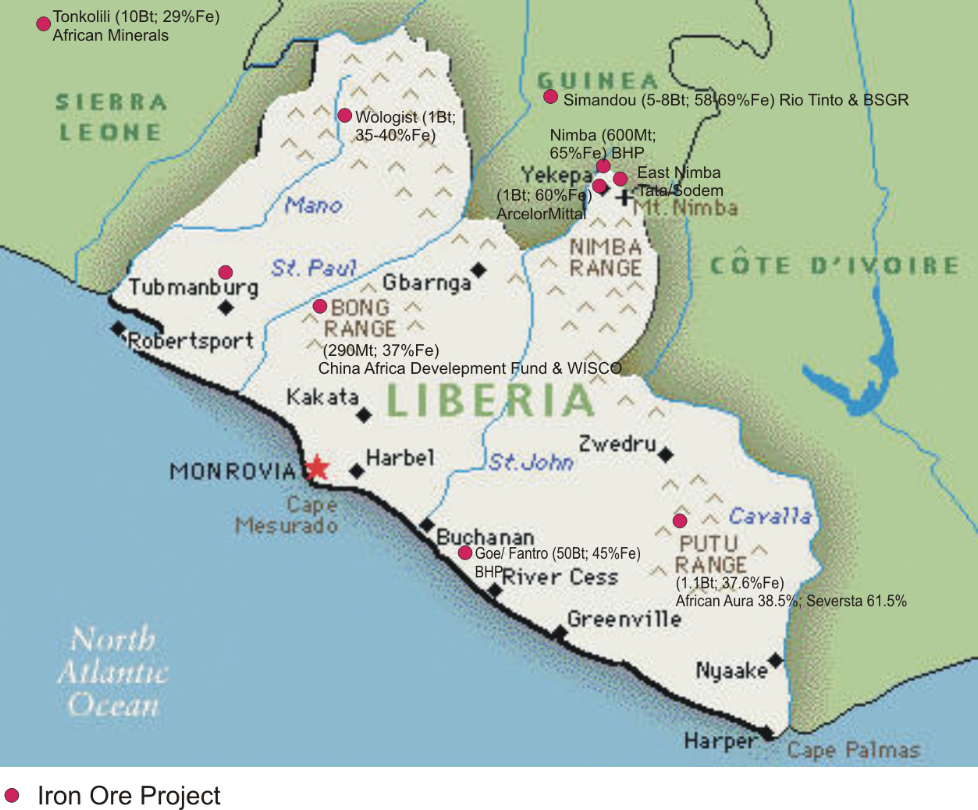 Tonkolili (10Bt; 29%Fe)
African Minerals
SIERRA
LEONE
GUINEA
Simandou (5-8Bt; 58-69%Fe) Rio Tinto & BSGR
Wologist (1Bt;
35-40%Fe)
Nimba (600Mt;
65%Fe) BHP
Yekepa
East Nimba
Tata/Sodem
(1Bt; 60%Fe)
ArcelorMittal
Mt. Nimba
Mano
NIMBA
RANGE
CÔTE D'IVOIRE
St. Paul
Gbarnga
Tubmanburg
BONG
RANGE
Robertsport
(290Mt; 37%Fe)
China Africa Develepment Fund & WISCO
Kakata
LIBERIA
Zwedru
Harbel
St. John
MONROVIA
Cape
Mesurado
Cavalla
Buchanan
PUTU
RANGE
Goe/ Fantro (50Bt; 45%Fe)
BHP
River Cess
(1.1Bt; 37.6%Fe)
African Aura 38.5%; Seversta 61.5%
Greenville
North
Atlantic
Ocean
Nyaake
Harper
Cape Palmas
Iron Ore Project